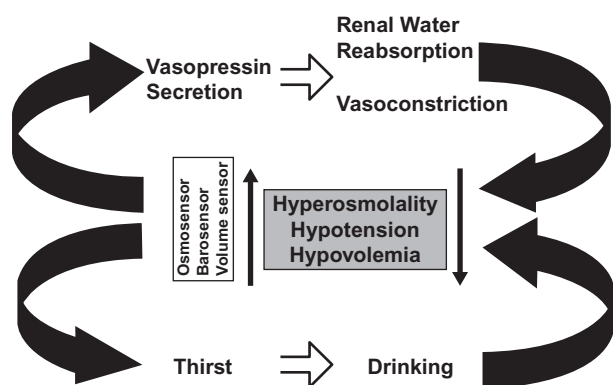 Vasopressin
Secretion
Renal Water
Reabsorption
Vasoconstriction
Osmosensor
Barosensor
Volume sensor
Hyperosmolality
Hypotension
Hypovolemia
Thirst
Drinking